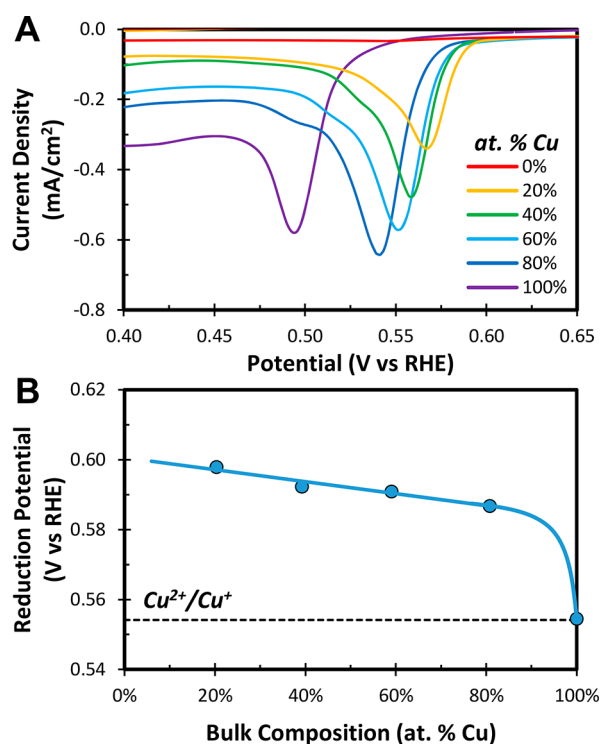 A
0.0
-0.2
-0.4
-0.6
-0.8
Current Density
(mA/cm²)
at. % Cu
0%
20%
40%
60%
80%
100%
0.40
0.45
0.50
0.55
0.60
0.65
Potential (V vs RHE)
B
0.62
0.60
0.58
0.56
0.54
Reduction Potential
(V vs RHE)
Cu²⁺/Cu⁺
0%
20%
40%
60%
80%
100%
Bulk Composition (at. % Cu)